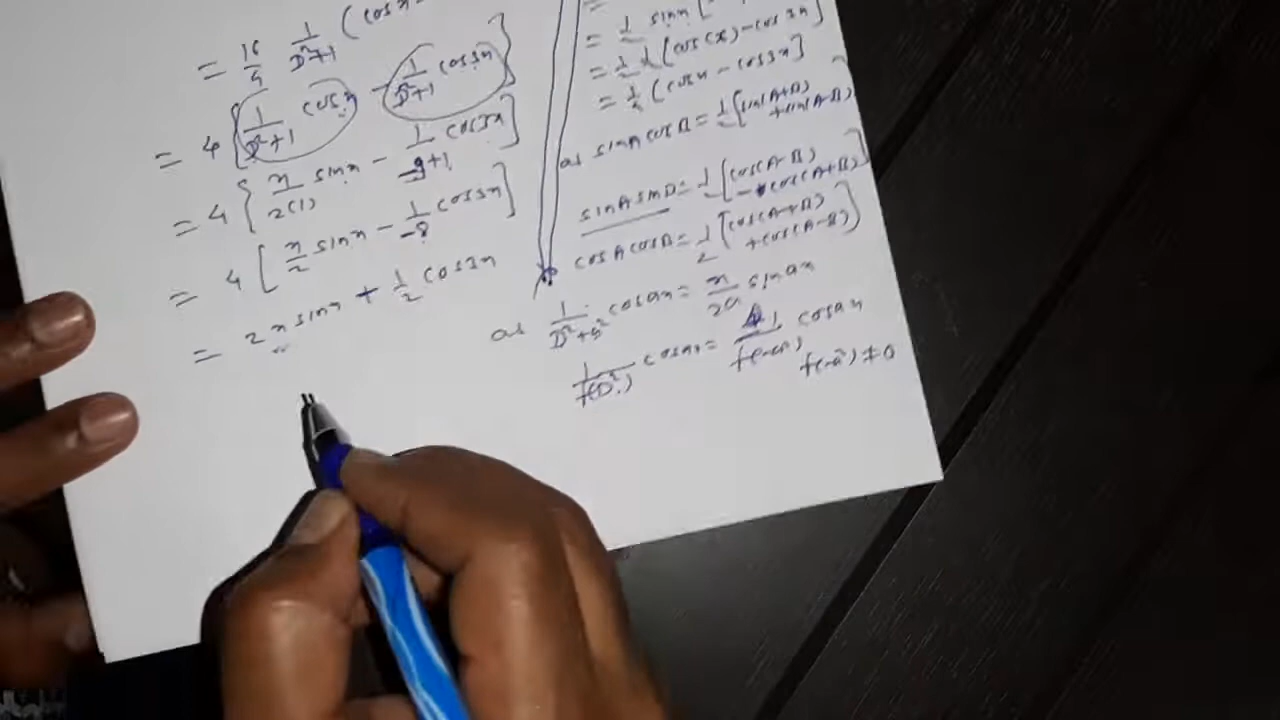 = 16/4 1/(D²+1) (cos x -
= 4 [1/(D²+1) cos x - 1/(D²+1) cos 3x]
= 4 { x/2(1) sin x - 1/(-9+1) cos 3x]
= 4 [x/2 sin x - 1/-8 cos 3x]
= 2x sin x + 1/2 cos 3x
=
= 1/2 sin x [
= 1/2 · 1/2 [cos(x) - cos 3x]
= 1/4 (cos x - cos 3x]
as sin A cos B = 1/2 [sin(A+B) + sin(A-B)
sin A sin B = 1/2 [cos(A-B) - cos(A+B)]
cos A cos B = 1/2 [cos(A+B) + cos(A-B)]
as 1/(D²+a²) cos ax = x/2a sin ax
1/f(D²) cos ax = 1/f(-a²) cos ax
f(-a²) ≠ 0